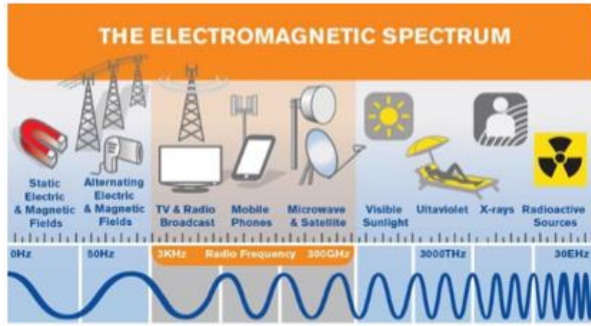 THE ELECTROMAGNETIC SPECTRUM
Static
Electric
& Magnetic
Fields
Alternating
Electric
& Magnetic
Fields
TV & Radio
Broadcast
Mobile
Phones
Microwave
& Satellite
Visible
Sunlight
Ultaviolet
X-rays
Radioactive
Sources
0Hz
50Hz
3KHz
Radio Frequency
300GHz
3000THz
30EHz